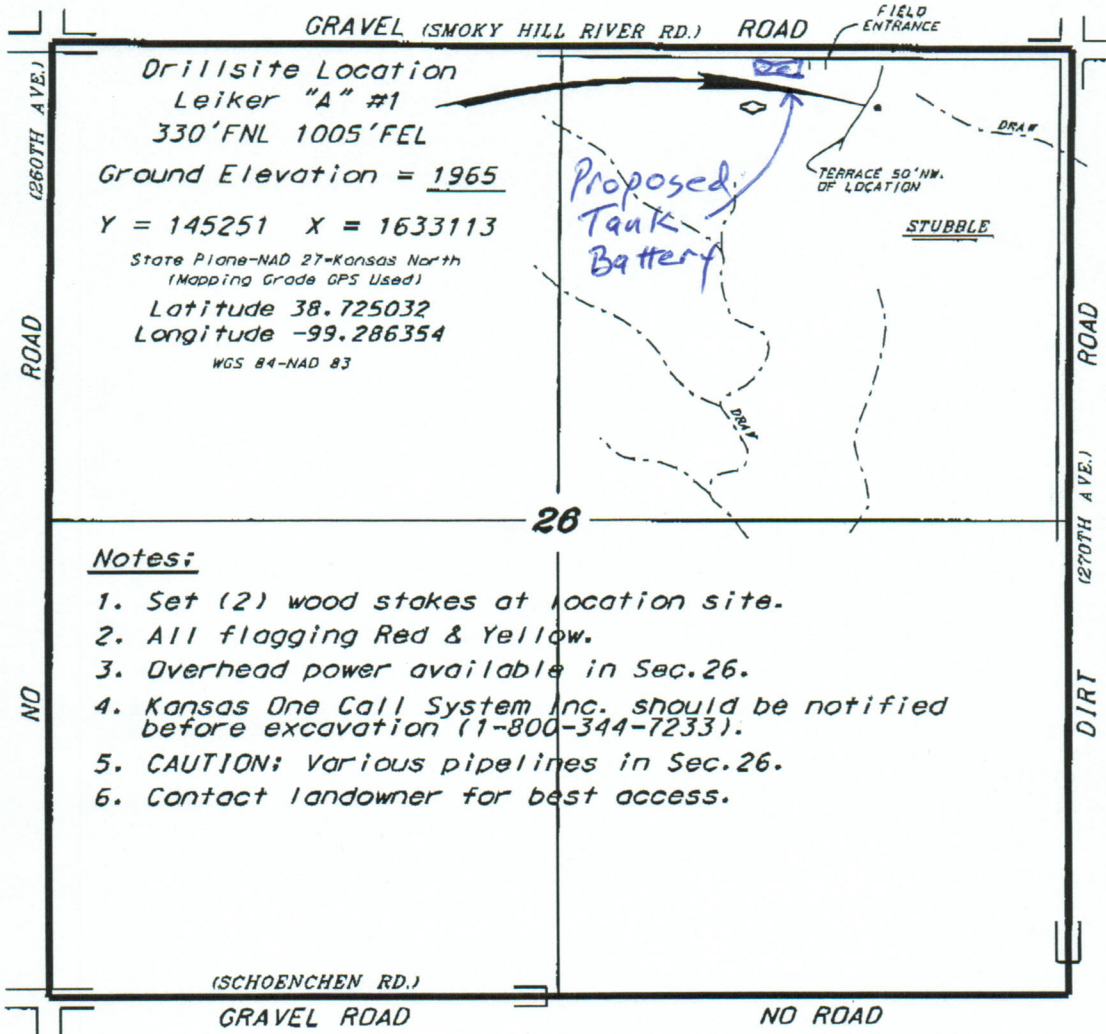 GRAVEL (SMOKY HILL RIVER RD.) ROAD
FIELD
ENTRANCE
(260TH AVE.)
ROAD
NO
Drillsite Location
Leiker "A" #1
330'FNL 1005'FEL
Ground Elevation = 1965
Y = 145251 X = 1633113
State Plane-NAD 27-Kansas North
(Mapping Grade GPS Used)
Latitude 38.725032
Longitude -99.286354
WGS 84-NAD 83
Proposed
Tank
Battery
DRAW
TERRACE 50'NW.
OF LOCATION
STUBBLE
DRAW
ROAD
(270TH AVE.)
DIRT
26
Notes:
1. Set (2) wood stakes at location site.
2. All flagging Red & Yellow.
3. Overhead power available in Sec.26.
4. Kansas One Call System Inc. should be notified
before excavation (1-800-344-7233).
5. CAUTION: Various pipelines in Sec.26.
6. Contact landowner for best access.
(SCHOENCHEN RD.)
GRAVEL ROAD
NO ROAD